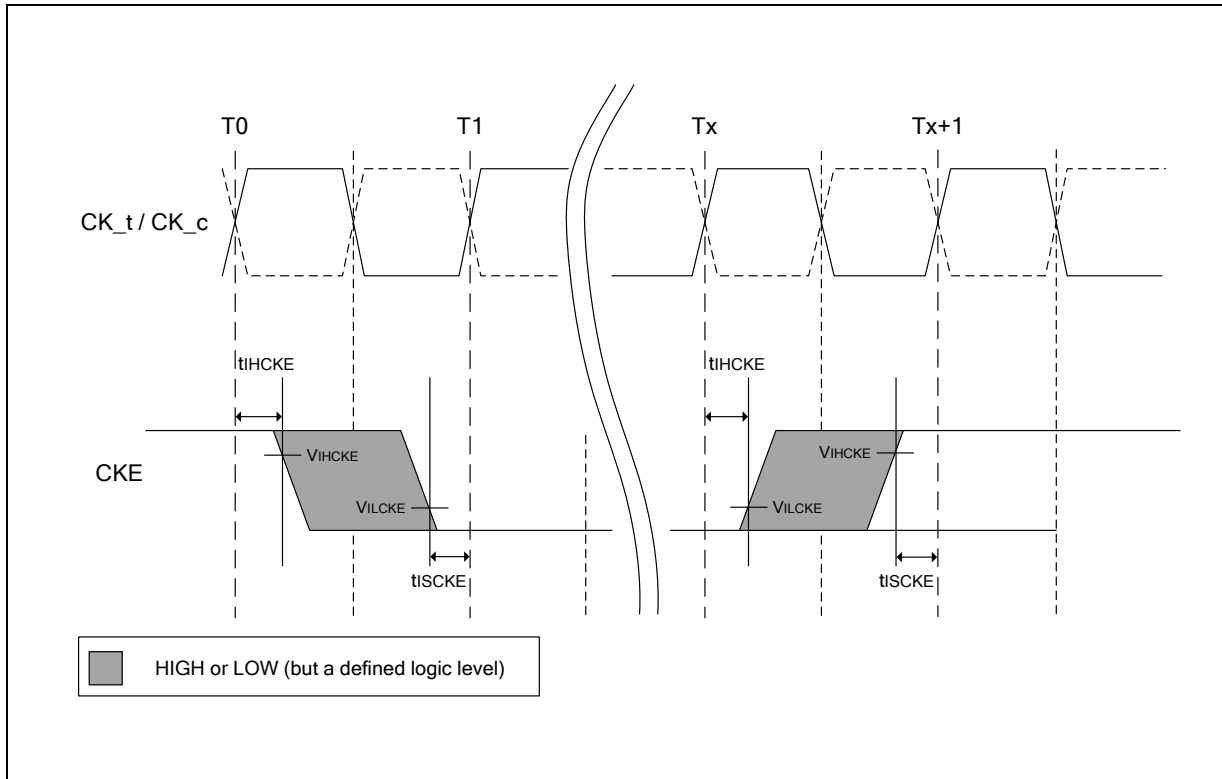 T0 T1 Tx Tx+1
CK_t / CK_c
tIHCKE tIHCKE
VIHCKE VIHCKE
CKE
VILCKE VILCKE
tISCKE tISCKE
HIGH or LOW (but a defined logic level)